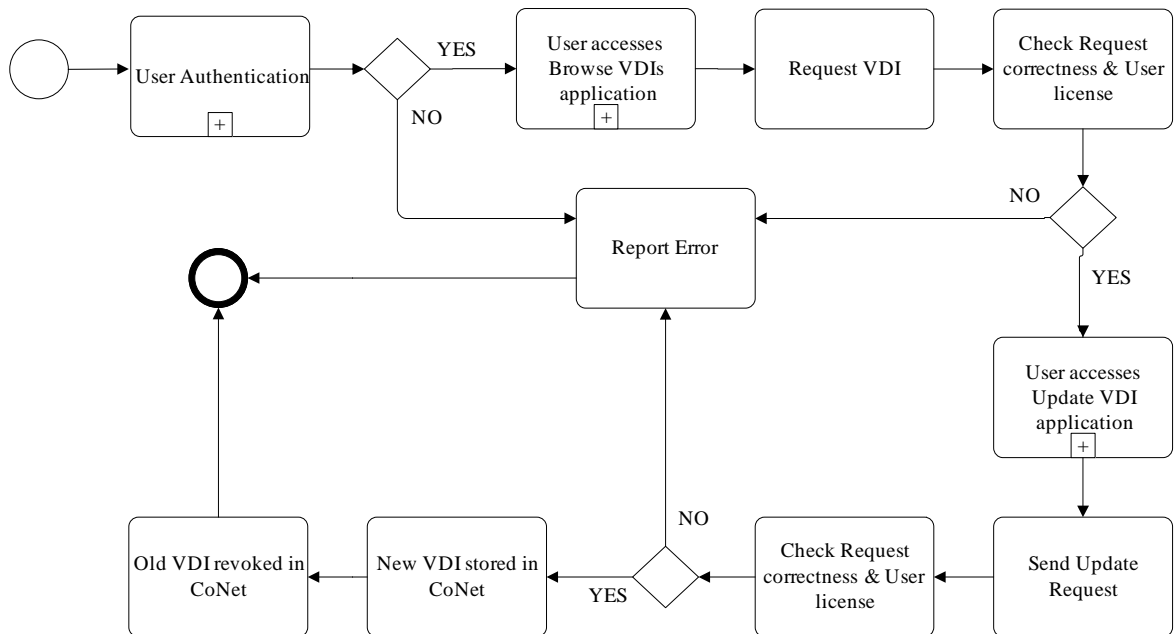 User Authentication
+
YES
NO
User accesses
Browse VDIs
application
+
Request VDI
Check Request
correctness & User
license
NO
YES
Report Error
User accesses
Update VDI
application
+
Old VDI revoked in
CoNet
New VDI stored in
CoNet
YES
NO
Check Request
correctness & User
license
Send Update
Request